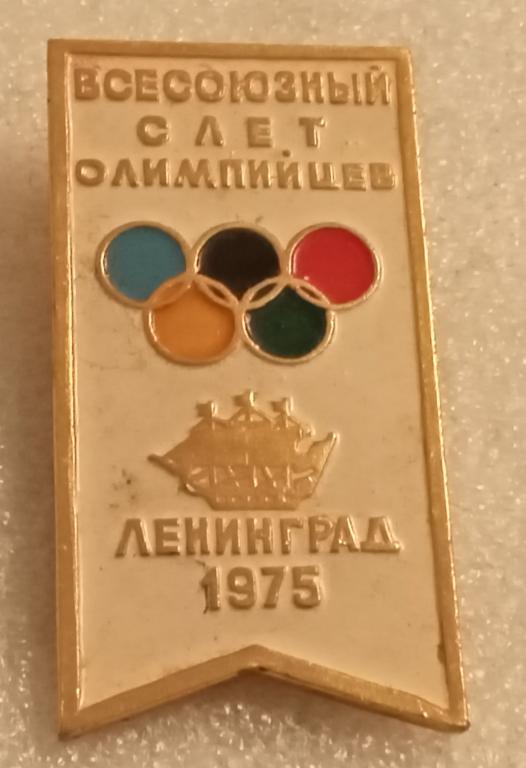 ВСЕСОЮЗНЫЙ
СЛЕТ
ОЛИМПИЙЦЕВ
ЛЕНИНГРАД
1975